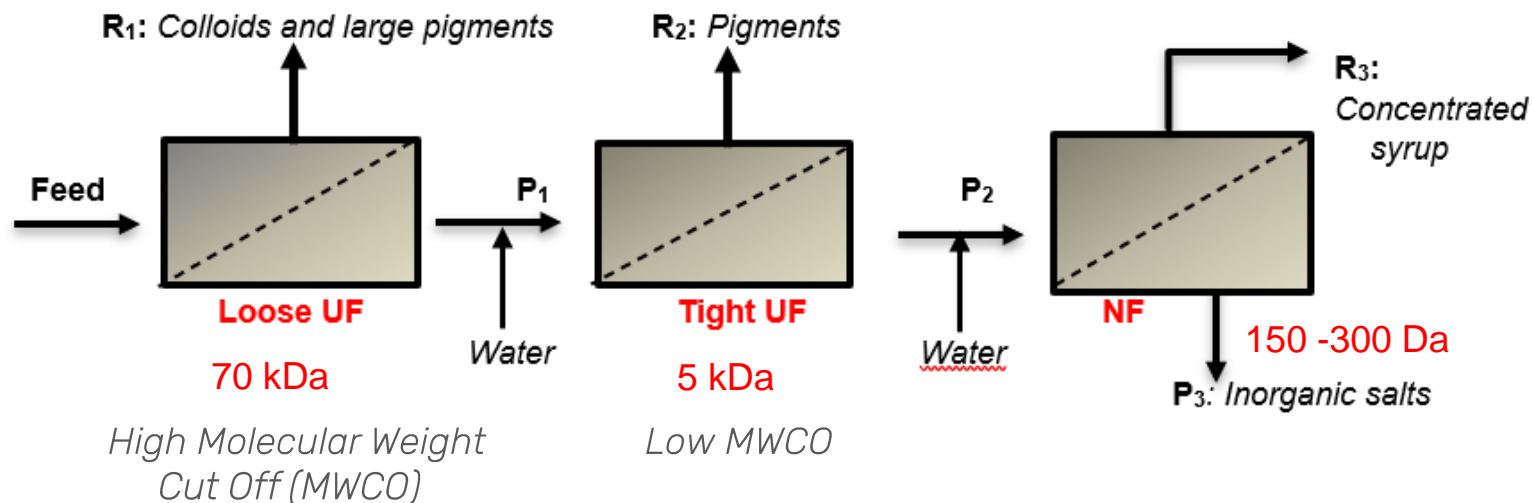 R₁: Colloids and large pigments
R₂: Pigments
R₃:
Concentrated
syrup
Feed
P₁
P₂
Loose UF
Tight UF
NF
Water
Water
150 -300 Da
70 kDa
5 kDa
P₃: Inorganic salts
High Molecular Weight
Cut Off (MWCO)
Low MWCO